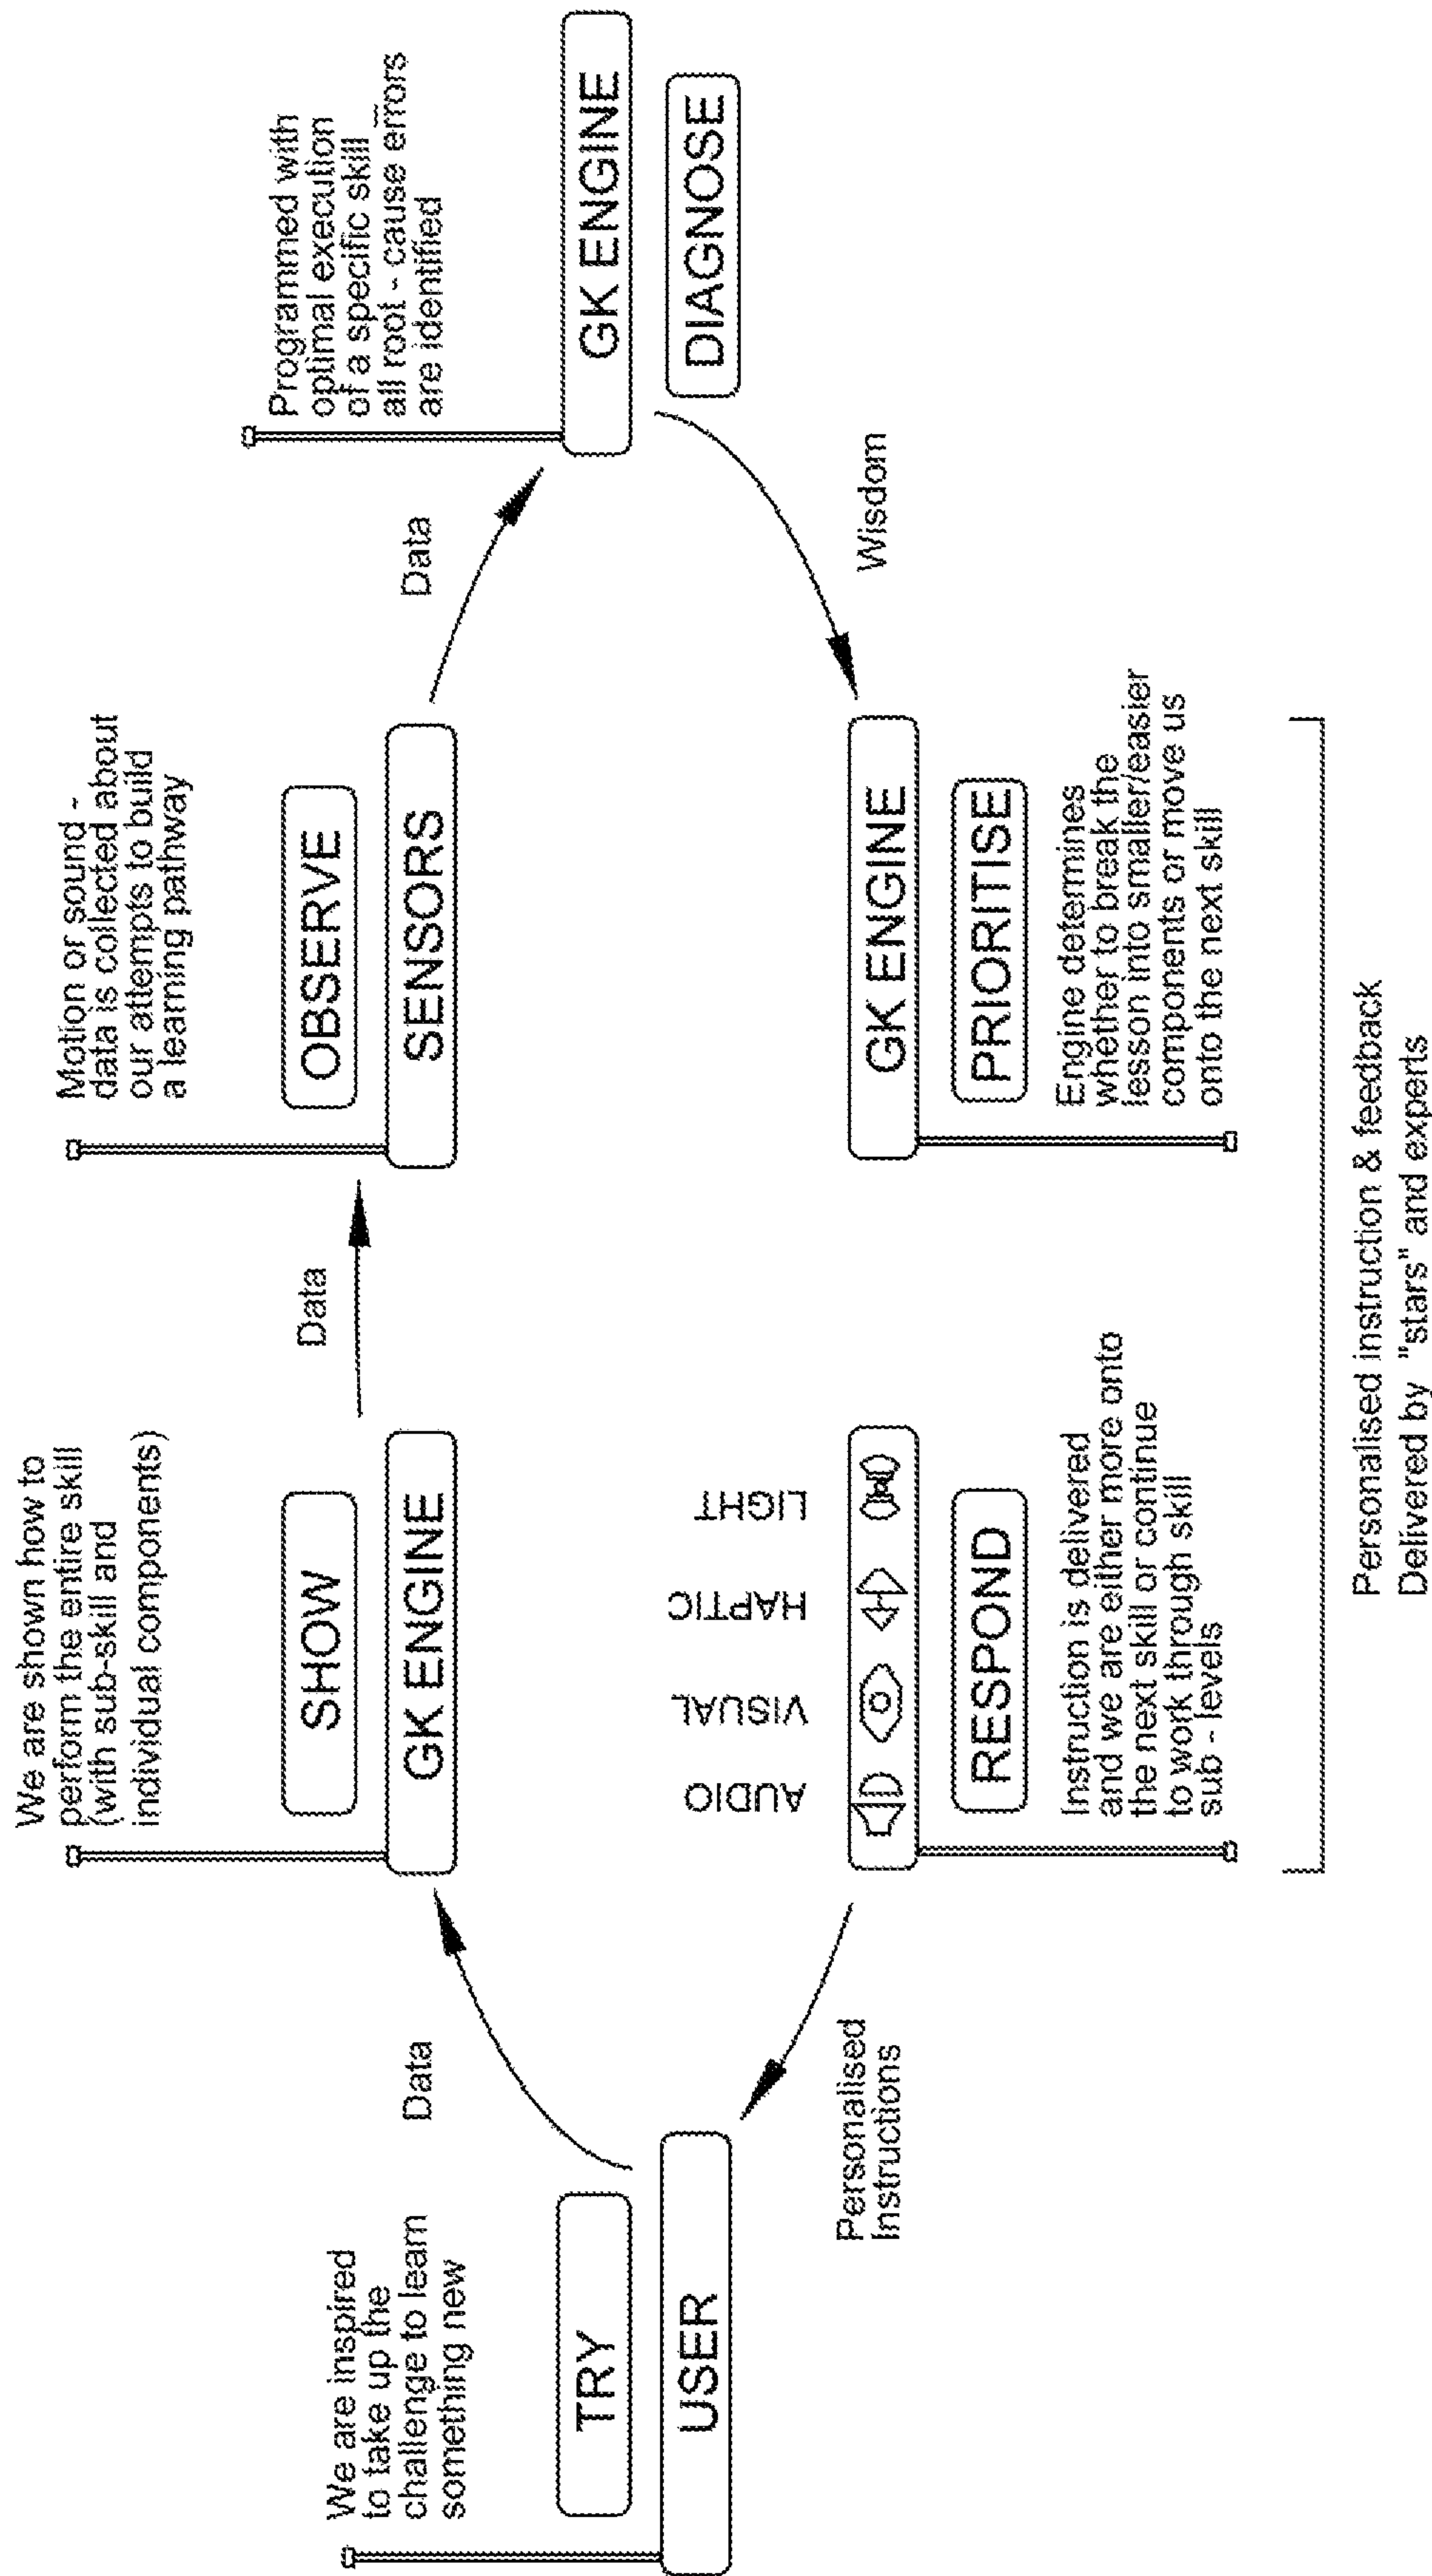 We are inspired
to take up the
challenge to learn
something new
TRY
USER
Data
We are shown how to
perform the entire skill
(with sub-skill and
individual components)
SHOW
GK ENGINE
Data
Motion or sound -
data is collected about
our attempts to build
a learning pathway
OBSERVE
SENSORS
Data
Programmed with
optimal execution
of a specific skill _
all root - cause errors
are identified
GK ENGINE
DIAGNOSE
Wisdom
GK ENGINE
PRIORITISE
Engine determines
whether to break the
lesson into smaller/easier
components or move us
onto the next skill
AUDIO
VISUAL
HAPTIC
LIGHT
RESPOND
Instruction is delivered
and we are either more onto
the next skill or continue
to work through skill
sub - levels
Personalised
Instructions
Personalised instruction & feedback
Delivered by "stars" and experts